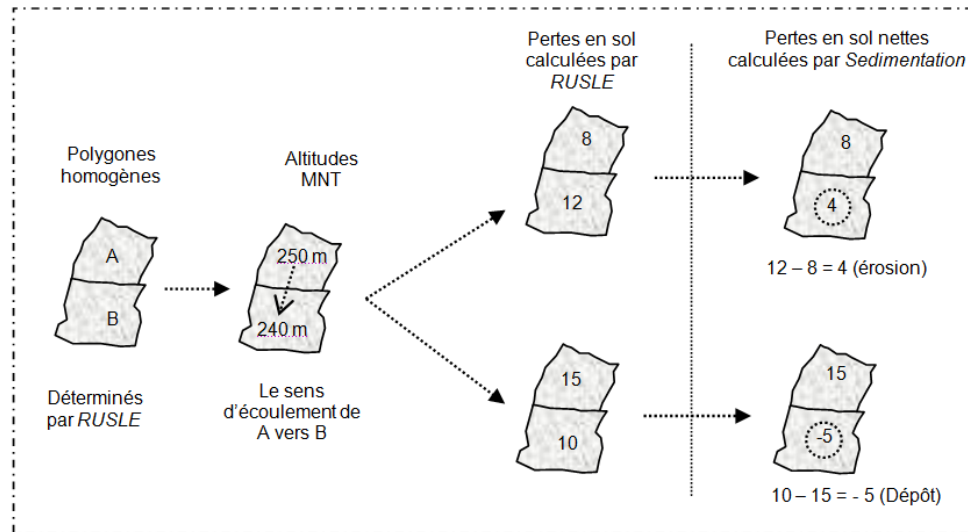 Polygones
homogènes
A
B
Déterminés
par RUSLE
Altitudes
MNT
250 m
240 m
Le sens
d'écoulement de
A vers B
Pertes en sol
calculées par
RUSLE
8
12
15
10
Pertes en sol nettes
calculées par Sedimentation
8
4
12 – 8 = 4 (érosion)
15
-5
10 – 15 = - 5 (Dépôt)